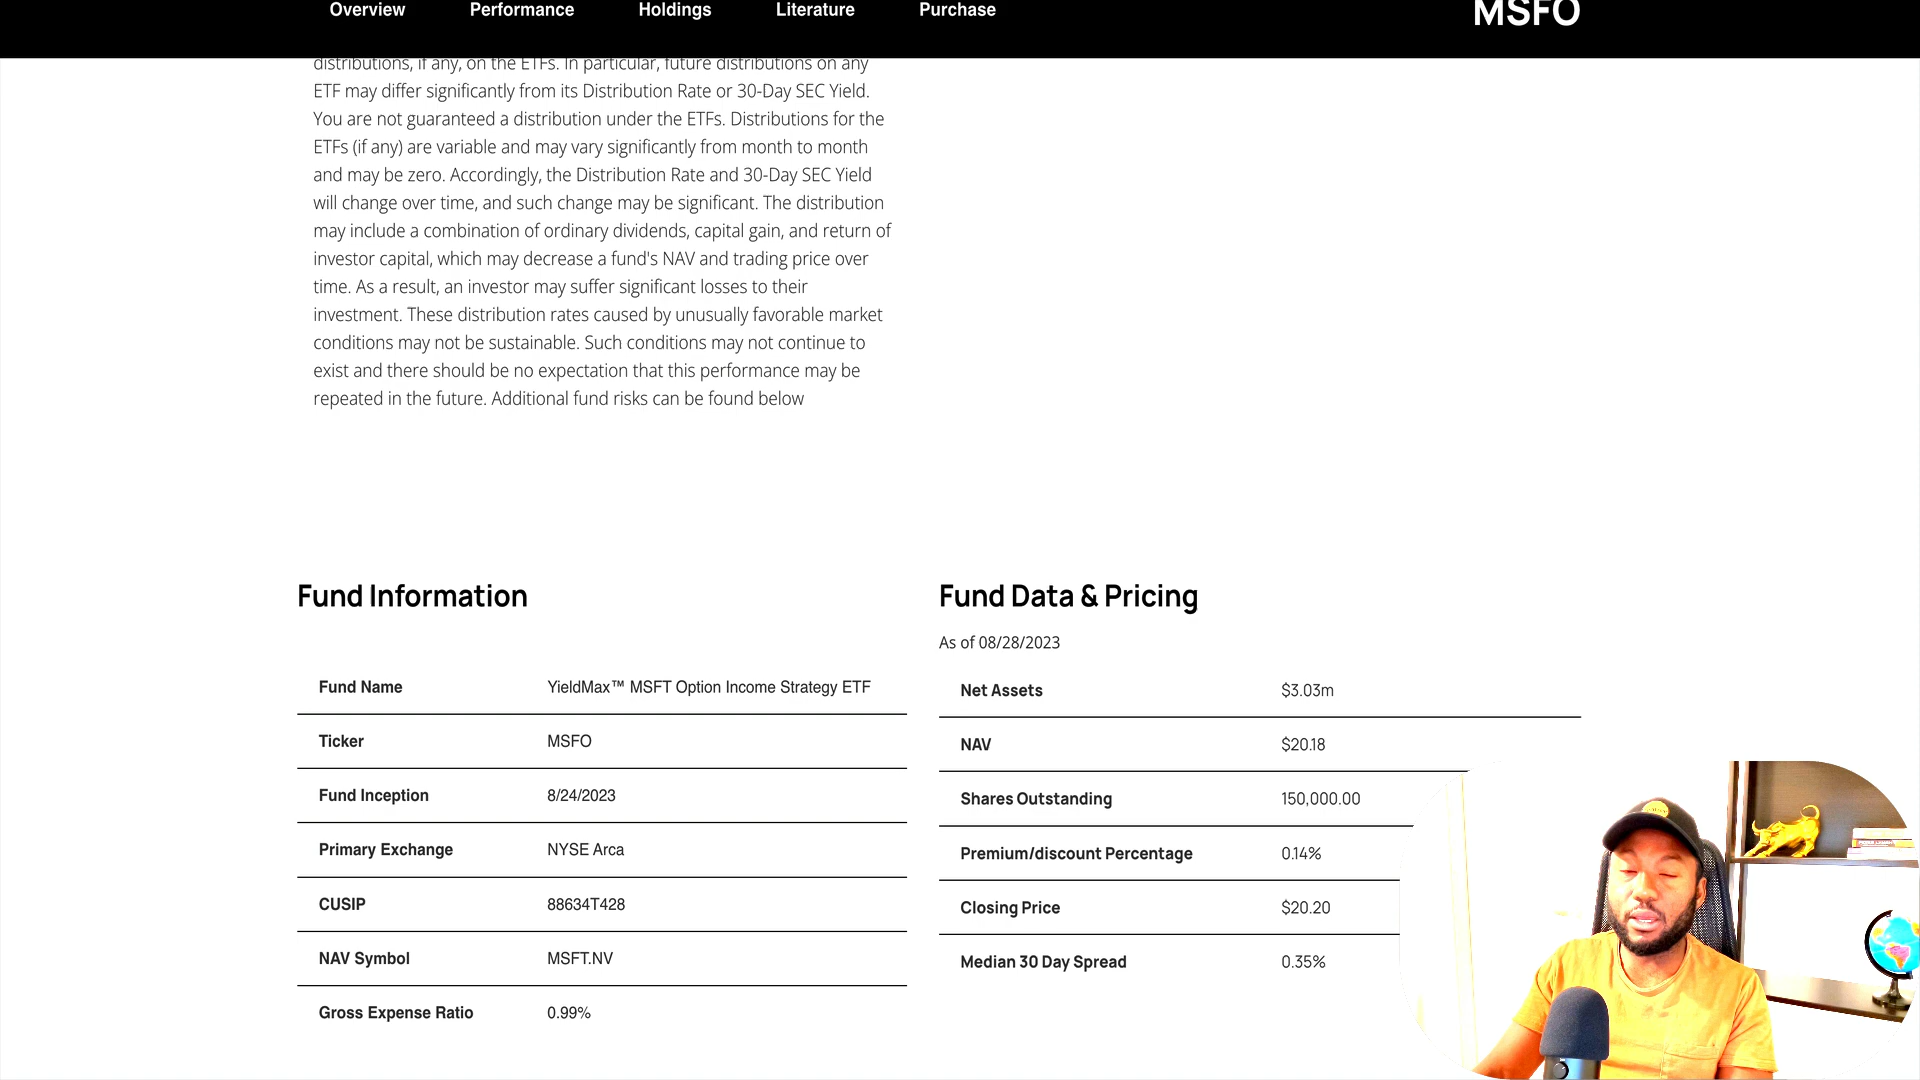 Overview Performance Holdings Literature Purchase MSFO
distributions, if any, on the ETFs. In particular, future distributions on any
ETF may differ significantly from its Distribution Rate or 30-Day SEC Yield.
You are not guaranteed a distribution under the ETFs. Distributions for the
ETFs (if any) are variable and may vary significantly from month to month
and may be zero. Accordingly, the Distribution Rate and 30-Day SEC Yield
will change over time, and such change may be significant. The distribution
may include a combination of ordinary dividends, capital gain, and return of
investor capital, which may decrease a fund's NAV and trading price over
time. As a result, an investor may suffer significant losses to their
investment. These distribution rates caused by unusually favorable market
conditions may not be sustainable. Such conditions may not continue to
exist and there should be no expectation that this performance may be
repeated in the future. Additional fund risks can be found below
Fund Information
Fund Name YieldMax™ MSFT Option Income Strategy ETF
Ticker MSFO
Fund Inception 8/24/2023
Primary Exchange NYSE Arca
CUSIP 88634T428
NAV Symbol MSFT.NV
Gross Expense Ratio 0.99%
Fund Data & Pricing
As of 08/28/2023
Net Assets $3.03m
NAV $20.18
Shares Outstanding 150,000.00
Premium/discount Percentage 0.14%
Closing Price $20.20
Median 30 Day Spread 0.35%